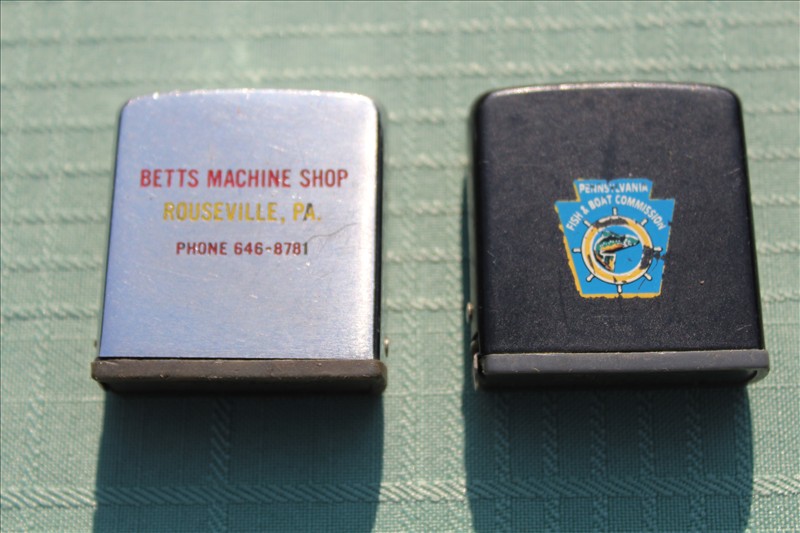 BETTS MACHINE SHOP
ROUSEVILLE, PA.
PHONE 646-8781
PENNSYLVANIA
FISH & BOAT COMMISSION